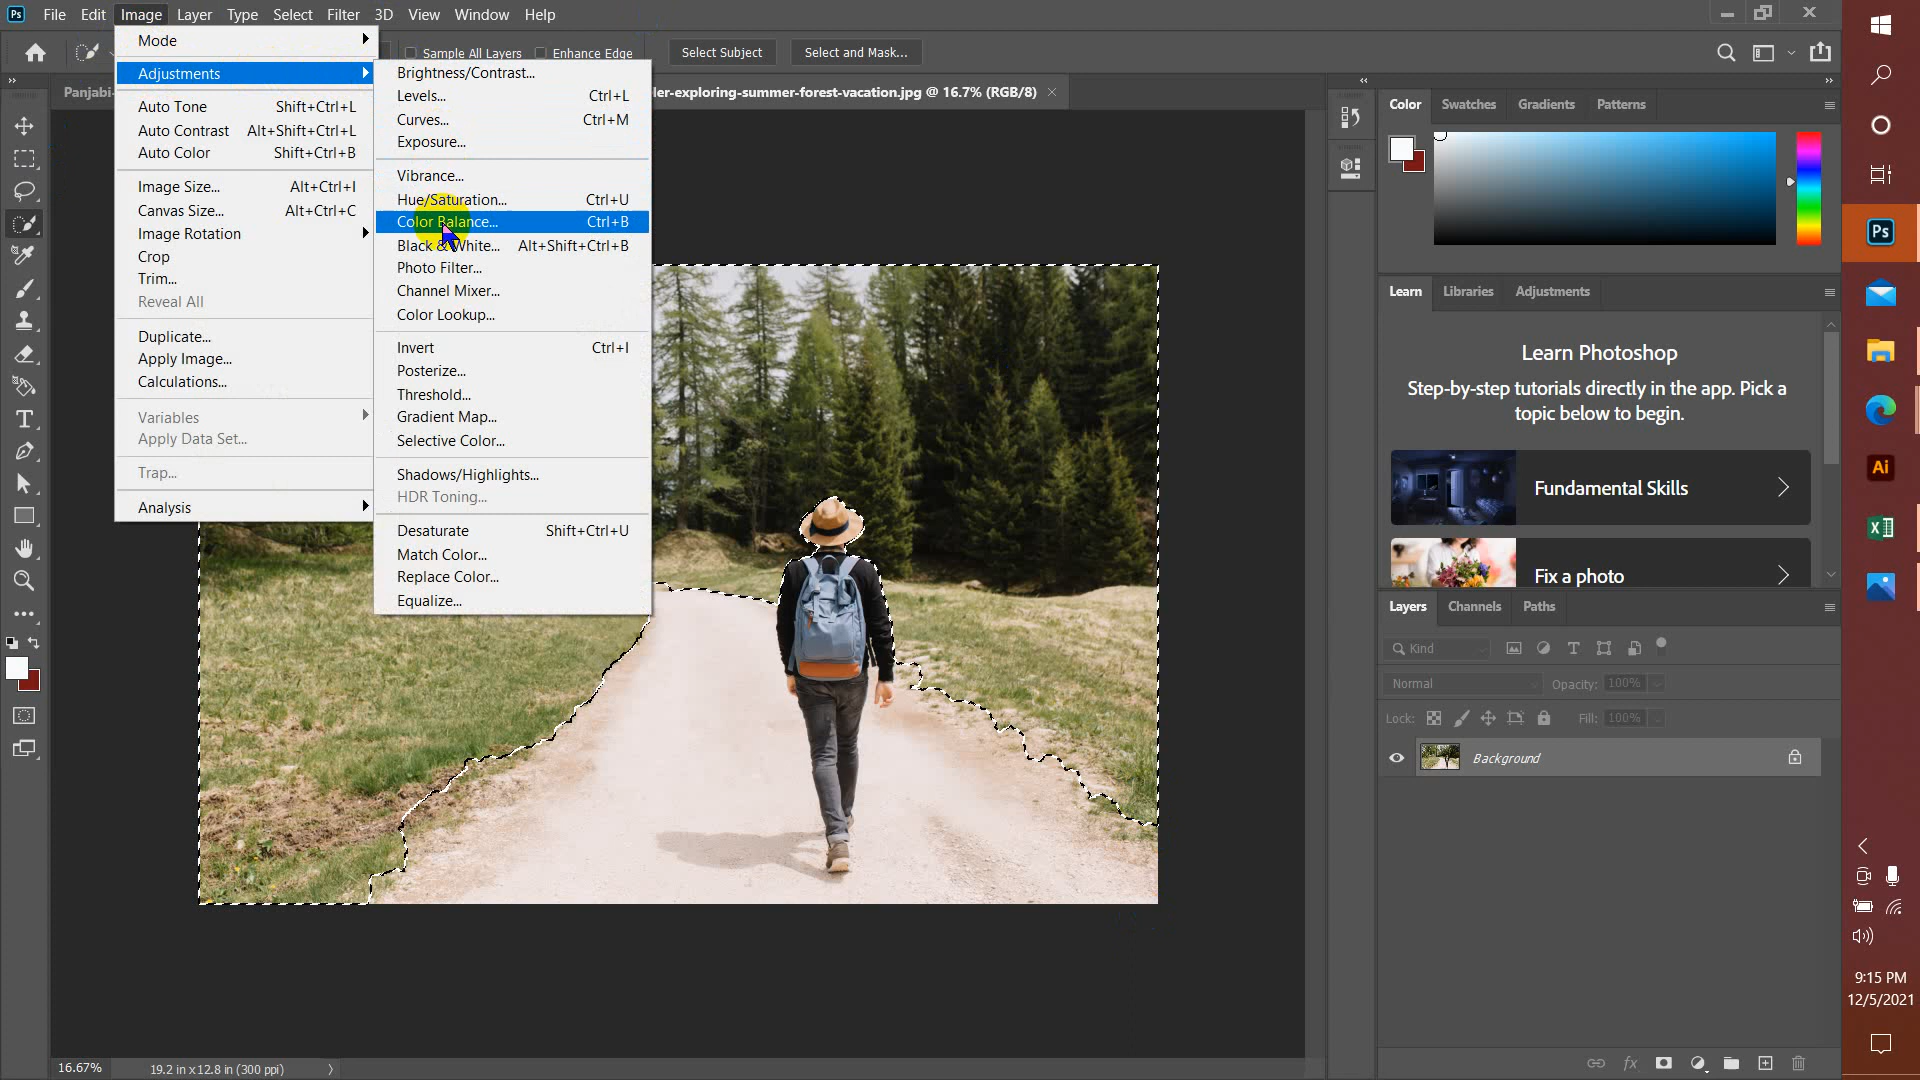 Ps File Edit Image Layer Type Select Filter 3D View Window Help
Sample All Layers Enhance Edge Select Subject Select and Mask...
Panjabi- ler-exploring-summer-forest-vacation.jpg @ 16.7% (RGB/8)
Mode
Adjustments
Auto Tone Shift+Ctrl+L
Auto Contrast Alt+Shift+Ctrl+L
Auto Color Shift+Ctrl+B
Image Size... Alt+Ctrl+I
Canvas Size... Alt+Ctrl+C
Image Rotation
Crop
Trim...
Reveal All
Duplicate...
Apply Image...
Calculations...
Variables
Apply Data Set...
Trap...
Analysis
Brightness/Contrast...
Levels... Ctrl+L
Curves... Ctrl+M
Exposure...
Vibrance...
Hue/Saturation... Ctrl+U
Color Balance... Ctrl+B
Black & White... Alt+Shift+Ctrl+B
Photo Filter...
Channel Mixer...
Color Lookup...
Invert Ctrl+I
Posterize...
Threshold...
Gradient Map...
Selective Color...
Shadows/Highlights...
HDR Toning...
Desaturate Shift+Ctrl+U
Match Color...
Replace Color...
Equalize...
Color Swatches Gradients Patterns
Learn Libraries Adjustments
Learn Photoshop
Step-by-step tutorials directly in the app. Pick a
topic below to begin.
Fundamental Skills
Fix a photo
Layers Channels Paths
Kind
Normal Opacity: 100%
Lock: Fill: 100%
Background
fx
16.67% 19.2 in x 12.8 in (300 ppi)
Ps
Ai
9:15 PM
12/5/2021